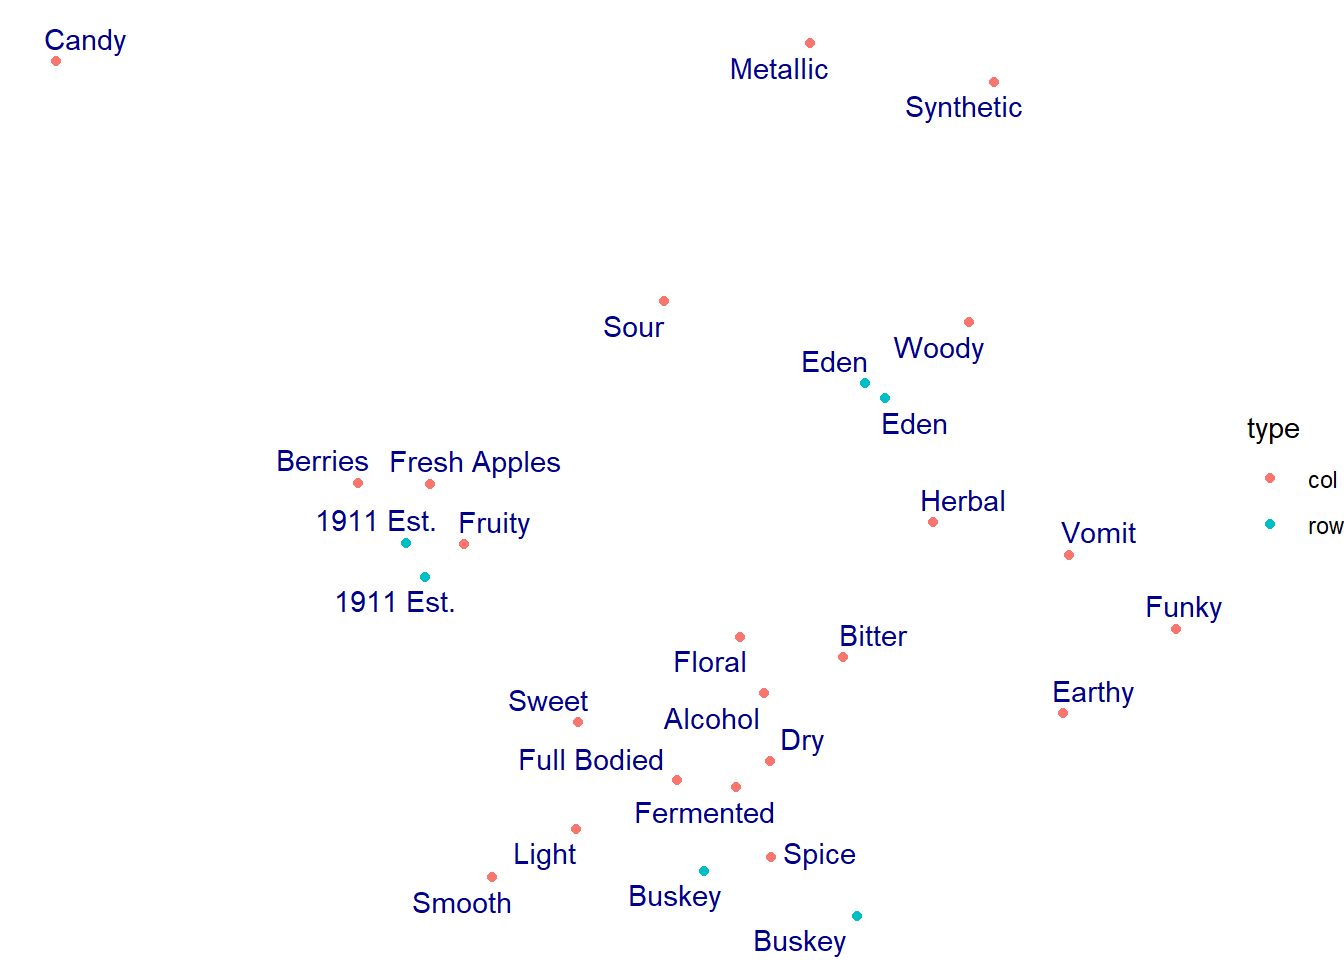 Candy
Metallic
Synthetic
Sour
Woody
Eden
Eden
type
col
row
Berries
Fresh Apples
1911 Est.
Fruity
Herbal
Vomit
1911 Est.
Funky
Bitter
Floral
Earthy
Sweet
Alcohol
Dry
Full Bodied
Fermented
Light
Spice
Smooth
Buskey
Buskey